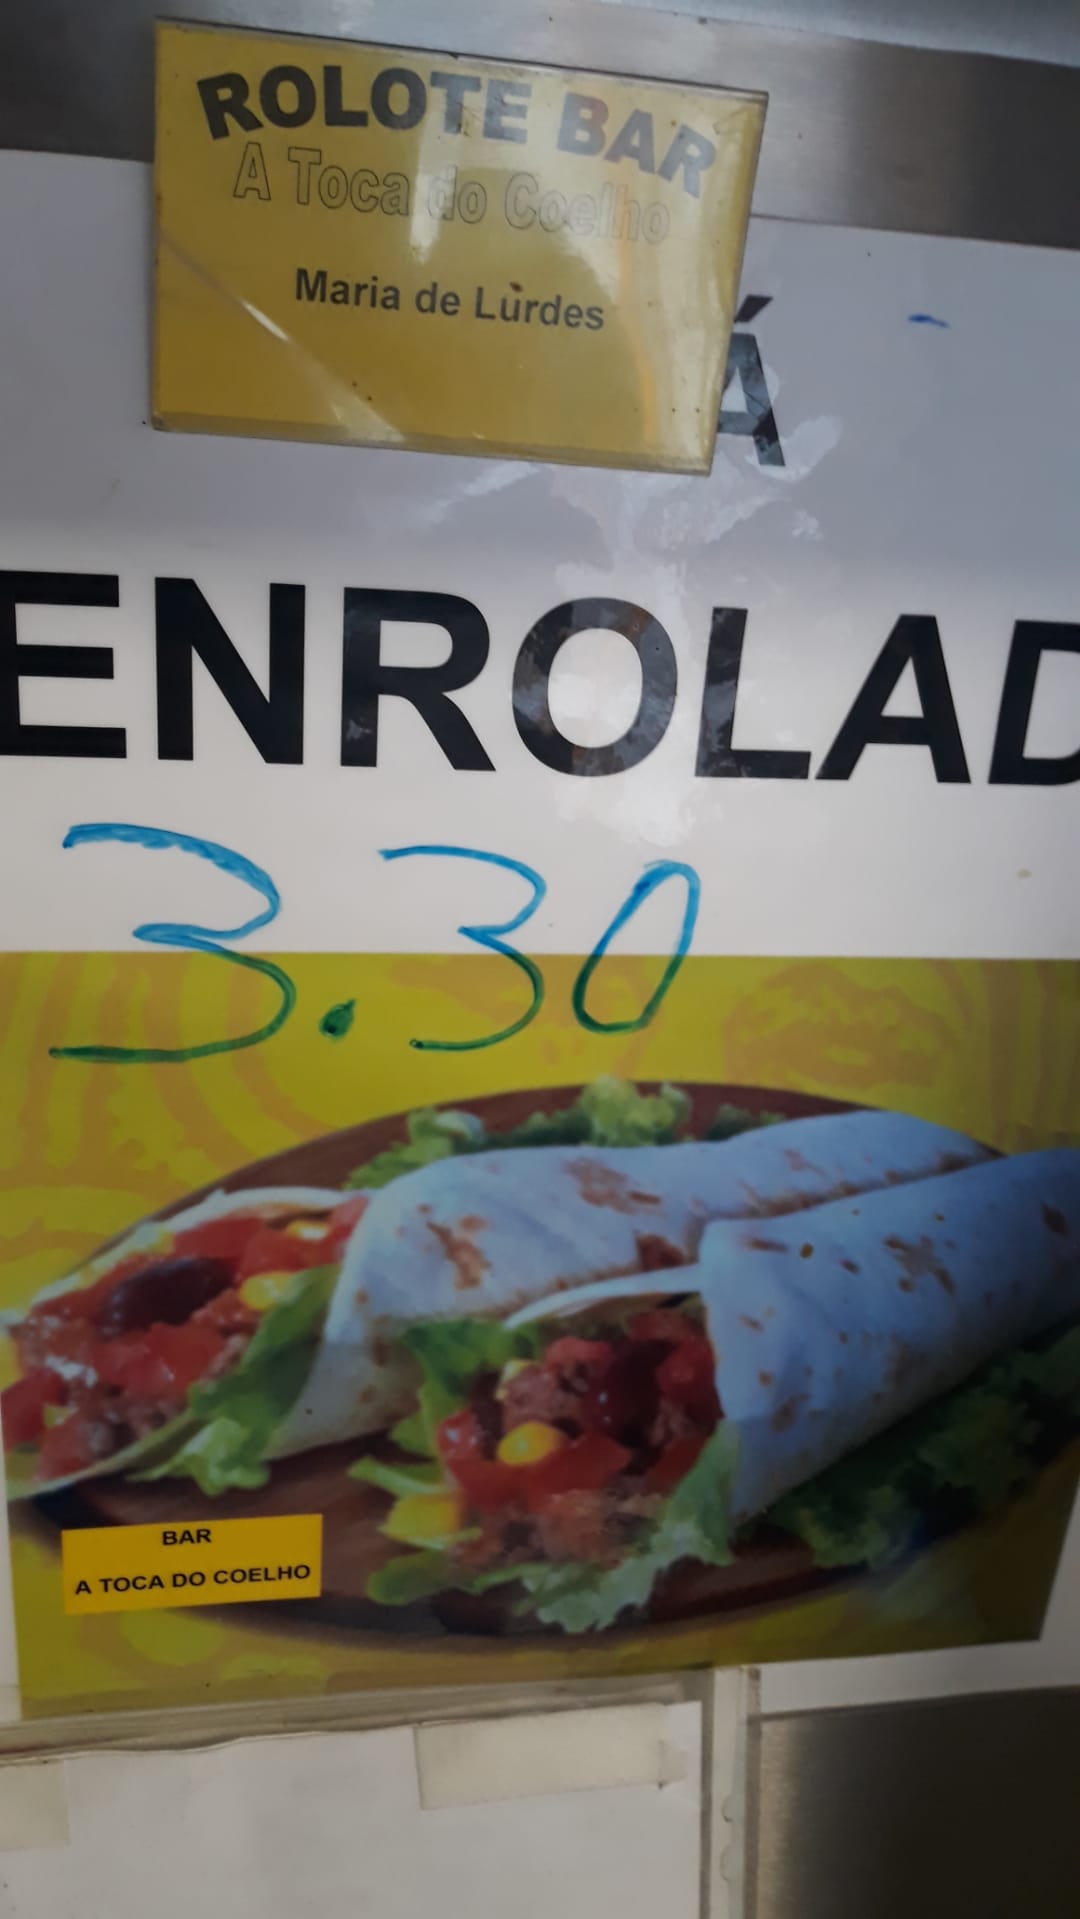 ROLOTE BAR
A Toca do Coelho
Maria de Lurdes
Á
ENROLAD
3.30
BAR
A TOCA DO COELHO